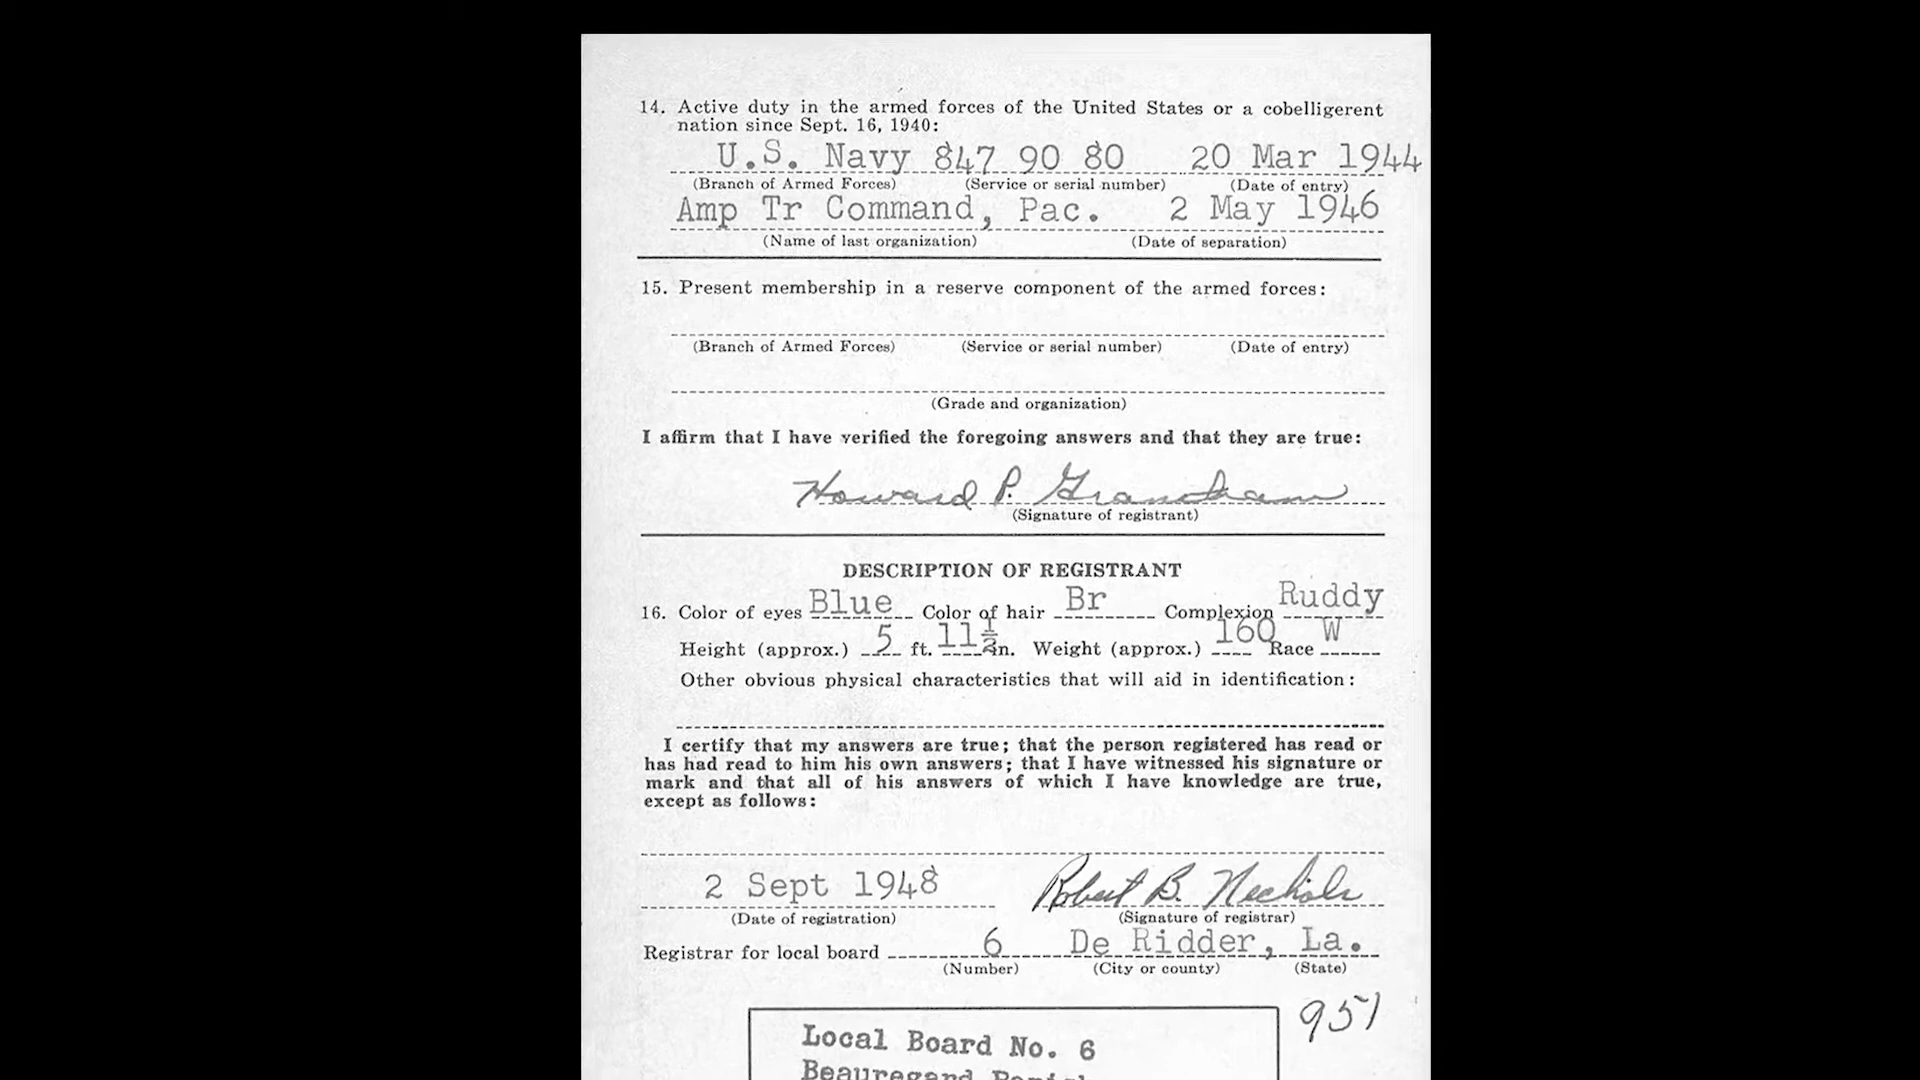 14. Active duty in the armed forces of the United States or a cobelligerent
nation since Sept. 16, 1940:
U.S. Navy 847 90 80 20 Mar 1944
(Branch of Armed Forces) (Service or serial number) (Date of entry)
Amp Tr Command, Pac. 2 May 1946
(Name of last organization) (Date of separation)
15. Present membership in a reserve component of the armed forces:
(Branch of Armed Forces) (Service or serial number) (Date of entry)
(Grade and organization)
I affirm that I have verified the foregoing answers and that they are true:
Howard P.
(Signature of registrant)
DESCRIPTION OF REGISTRANT
16. Color of eyes Blue Color of hair Br Complexion Ruddy
Height (approx.) 5 ft. 11 1/2 in. Weight (approx.) 160 Race W
Other obvious physical characteristics that will aid in identification:
I certify that my answers are true; that the person registered has read or
has had read to him his own answers; that I have witnessed his signature or
mark and that all of his answers of which I have knowledge are true,
except as follows:
2 Sept 1948 Robert B. Nichols
(Date of registration) (Signature of registrar)
Registrar for local board 6 De Ridder, La.
(Number) (City or county) (State)
951
Local Board No. 6
Beauregard Parish